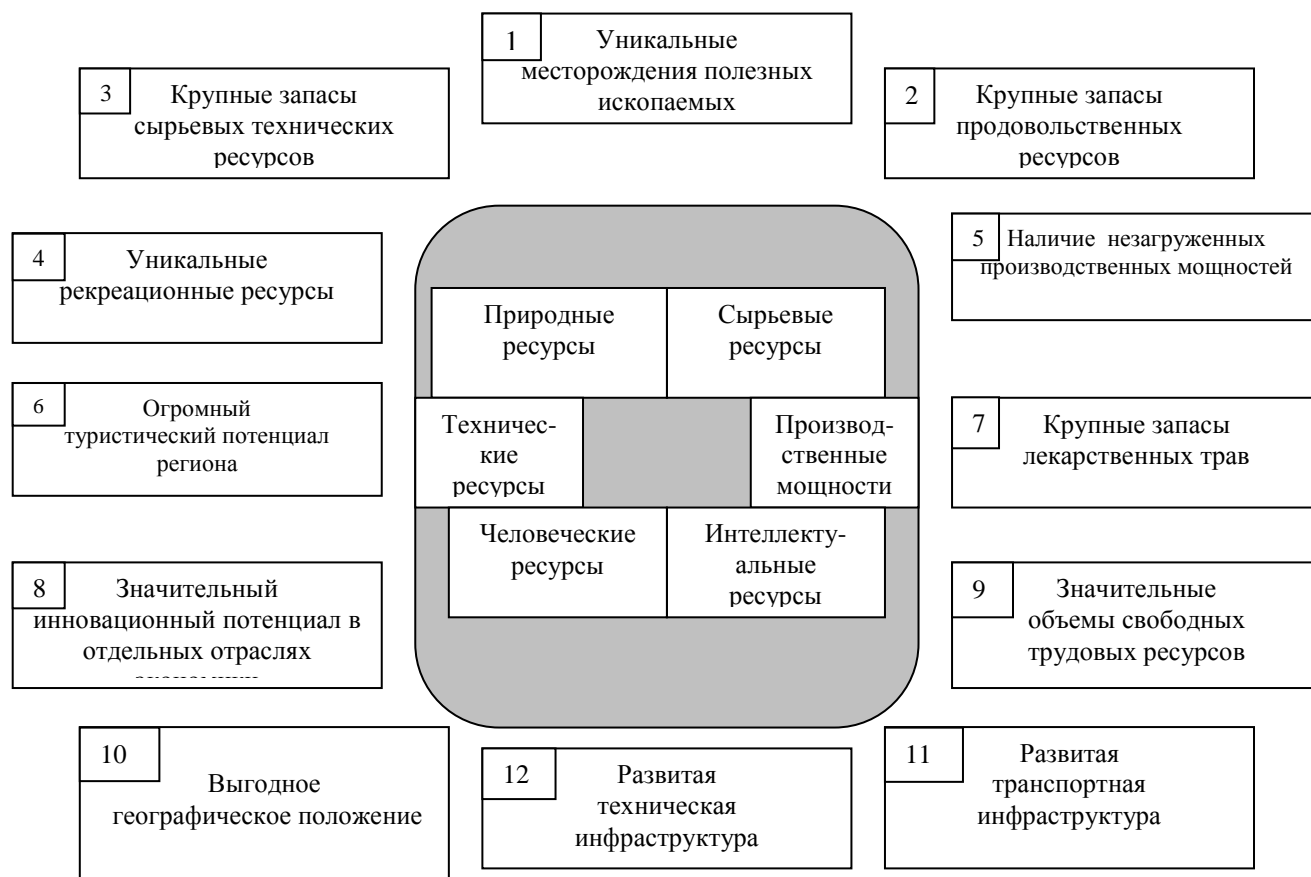 1
Уникальные
месторождения полезных
ископаемых
3
Крупные запасы
сырьевых технических
ресурсов
2
Крупные запасы
продовольственных
ресурсов
4
Уникальные
рекреационные ресурсы
5
Наличие незагруженных
производственных мощностей
Природные
ресурсы
Сырьевые
ресурсы
6
Огромный
туристический потенциал
региона
Техничес-
кие
ресурсы
Производ-
ственные
мощности
7
Крупные запасы
лекарственных трав
Человеческие
ресурсы
Интеллекту-
альные
ресурсы
8
Значительный
инновационный потенциал в
отдельных отраслях
9
Значительные
объемы свободных
трудовых ресурсов
10
Выгодное
географическое положение
12
Развитая
техническая
инфраструктура
11
Развитая
транспортная
инфраструктура